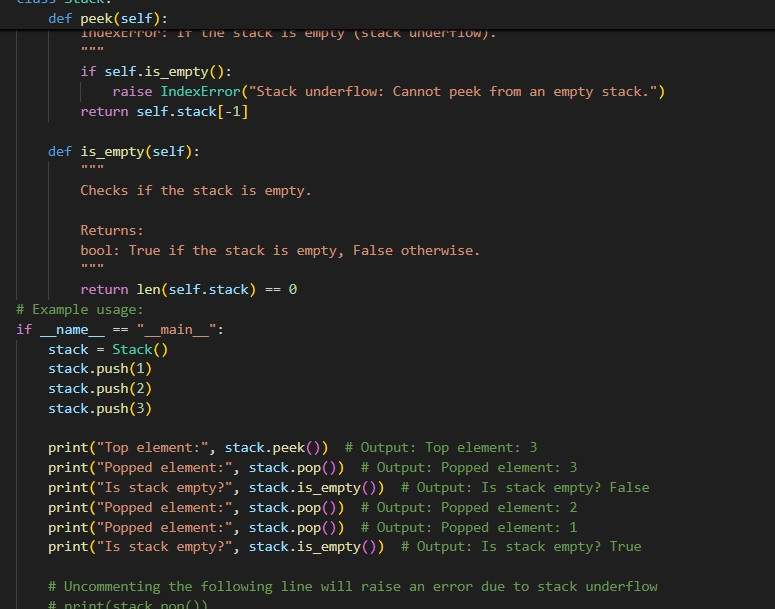 class Stack:
    def peek(self):
        IndexError: If the stack is empty (stack underflow).
        """
        if self.is_empty():
            raise IndexError("Stack underflow: Cannot peek from an empty stack.")
        return self.stack[-1]

    def is_empty(self):
        """
        Checks if the stack is empty.

        Returns:
        bool: True if the stack is empty, False otherwise.
        """
        return len(self.stack) == 0
# Example usage:
if __name__ == "__main__":
    stack = Stack()
    stack.push(1)
    stack.push(2)
    stack.push(3)

    print("Top element:", stack.peek())  # Output: Top element: 3
    print("Popped element:", stack.pop())  # Output: Popped element: 3
    print("Is stack empty?", stack.is_empty())  # Output: Is stack empty? False
    print("Popped element:", stack.pop())  # Output: Popped element: 2
    print("Popped element:", stack.pop())  # Output: Popped element: 1
    print("Is stack empty?", stack.is_empty())  # Output: Is stack empty? True

    # Uncommenting the following line will raise an error due to stack underflow
    # print(stack.pop())